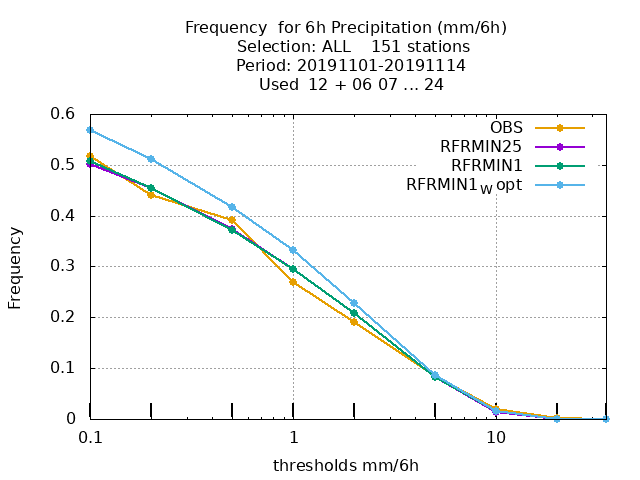 Frequency  for 6h Precipitation (mm/6h)
Selection: ALL    151 stations
Period: 20191101-20191114
Used  12 + 06 07 ... 24
0.6
0.5
0.4
0.3
0.2
0.1
0
Frequency
OBS
RFRMIN25
RFRMIN1
RFRMIN1w opt
0.1 1 10
thresholds mm/6h